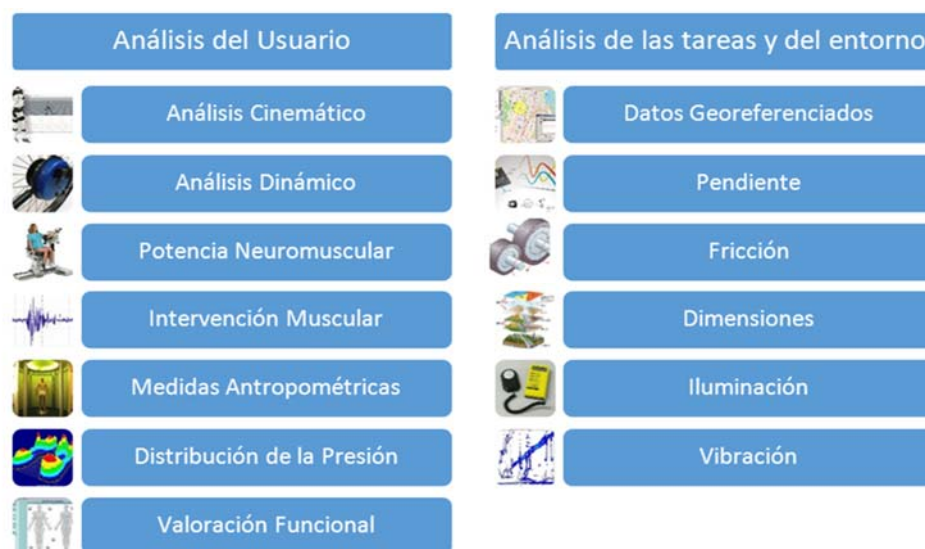 Análisis del Usuario
Análisis Cinemático
Análisis Dinámico
Potencia Neuromuscular
Intervención Muscular
Medidas Antropométricas
Distribución de la Presión
Valoración Funcional
Análisis de las tareas y del entorno
Datos Georeferenciados
Pendiente
Fricción
Dimensiones
Iluminación
Vibración